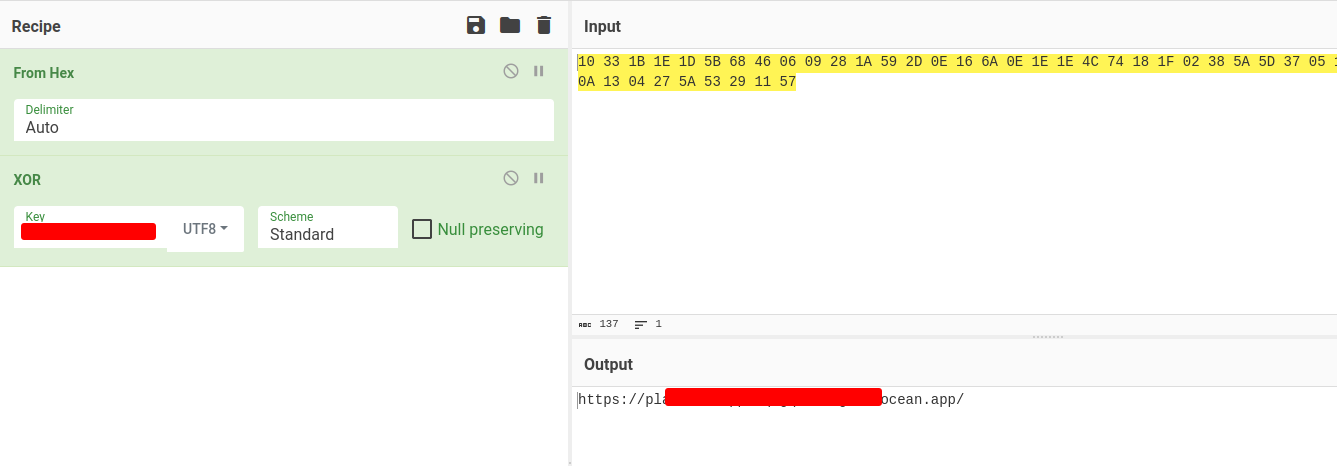 Recipe
From Hex
Delimiter
Auto
XOR
Key
UTF8
Scheme
Standard
Null preserving
Input
10 33 1B 1E 1D 5B 68 46 06 09 28 1A 59 2D 0E 16 6A 0E 1E 1E 4C 74 18 1F 02 38 5A 5D 37 05
0A 13 04 27 5A 53 29 11 57
ABC 137 1
Output
https://pla ocean.app/